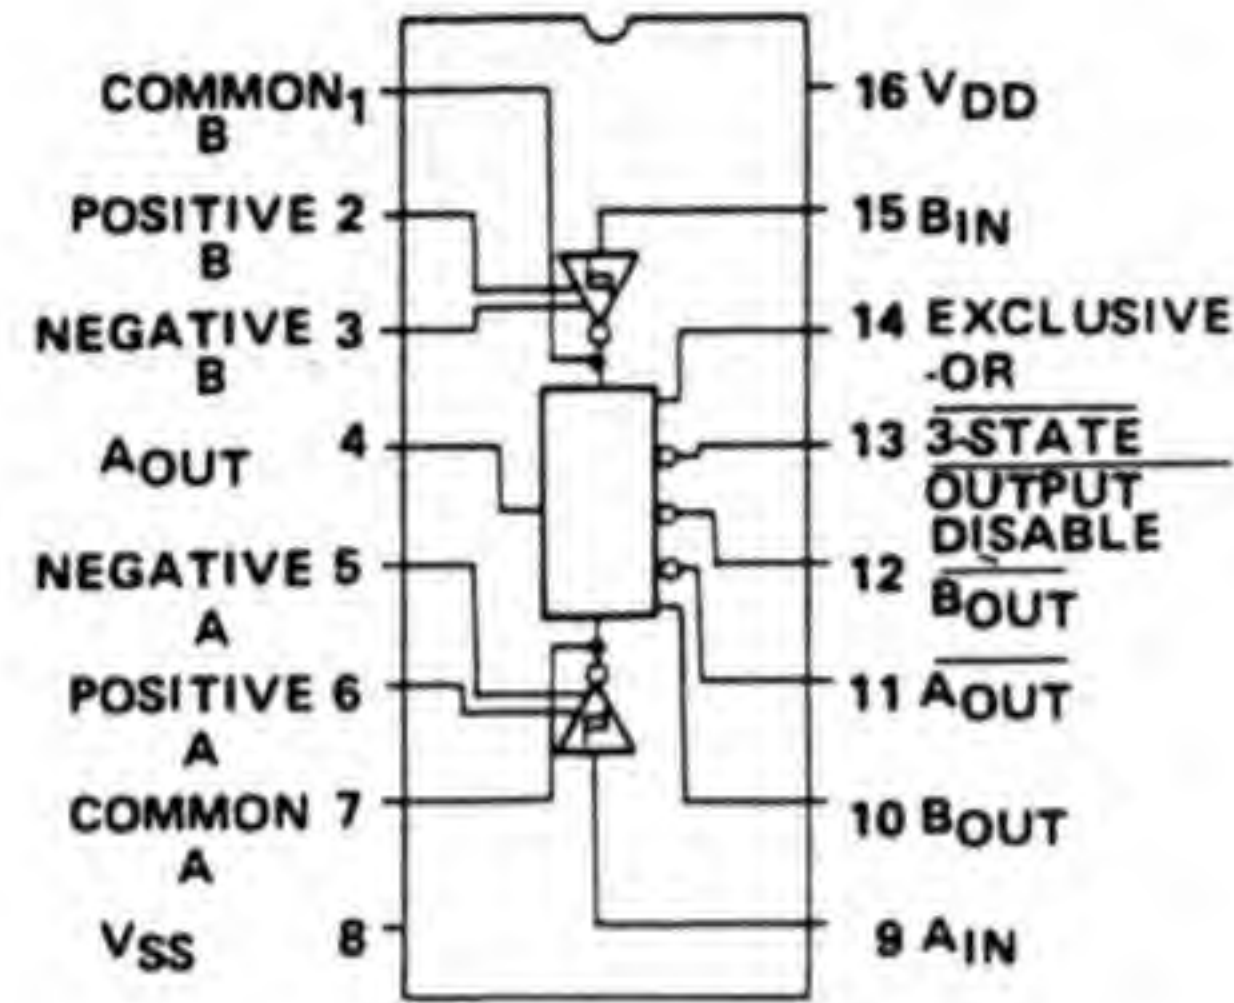 COMMON 1
B
POSITIVE 2
B
NEGATIVE 3
B
AOUT 4
NEGATIVE 5
A
POSITIVE 6
A
COMMON 7
A
VSS 8
16 VDD
15 BIN
14 EXCLUSIVE
-OR
13 3-STATE
OUTPUT
DISABLE
12 BOUT
11 AOUT
10 BOUT
9 AIN